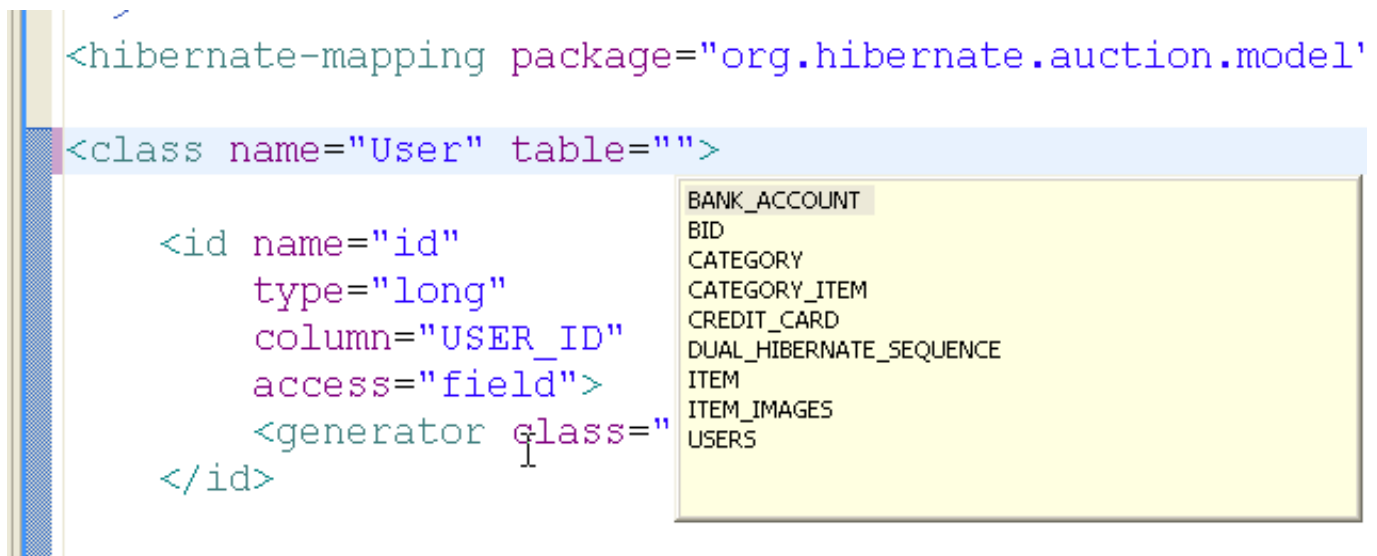 <hibernate-mapping package="org.hibernate.auction.model"
<class name="User" table="">
BANK_ACCOUNT
BID
CATEGORY
CATEGORY_ITEM
CREDIT_CARD
DUAL_HIBERNATE_SEQUENCE
ITEM
ITEM_IMAGES
USERS
<id name="id"
type="long"
column="USER_ID"
access="field">
<generator class="
</id>